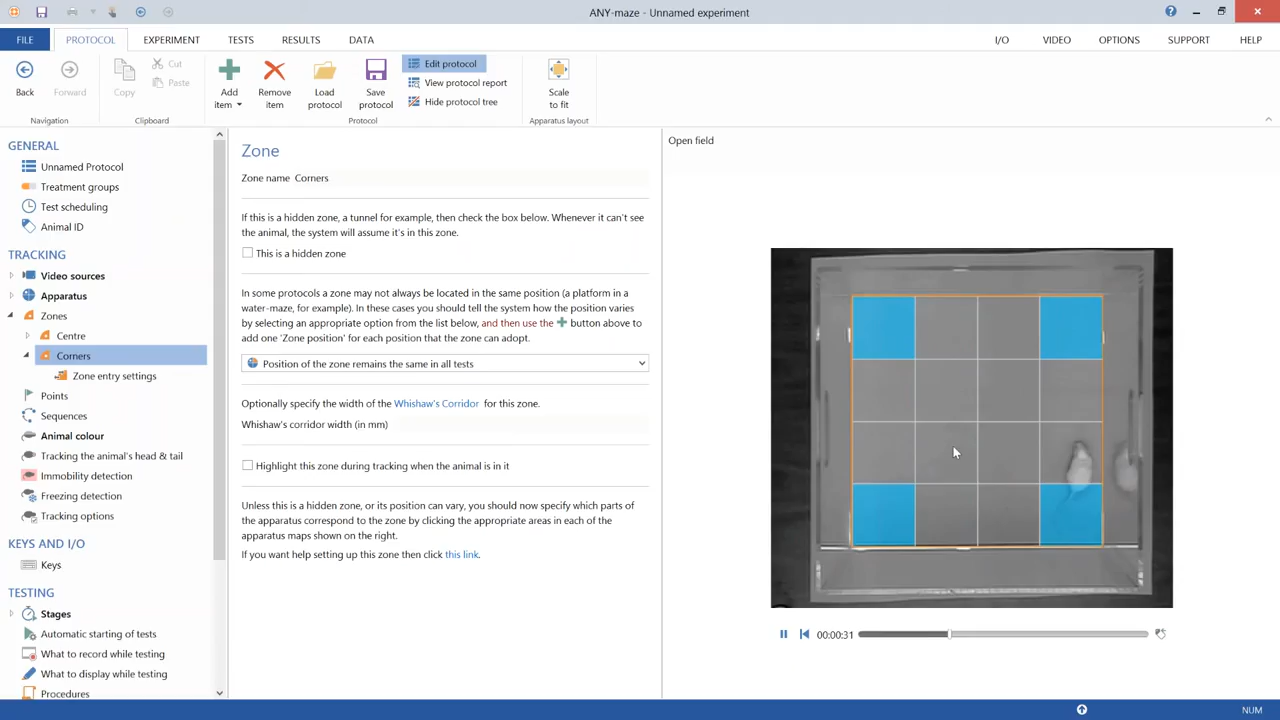 ANY-maze - Unnamed experiment
FILE PROTOCOL EXPERIMENT TESTS RESULTS DATA I/O VIDEO OPTIONS SUPPORT HELP
Back
Forward
Copy
Cut
Paste
Add item
Remove item
Load protocol
Save protocol
Edit protocol
View protocol report
Hide protocol tree
Scale to fit
Navigation Clipboard Protocol Apparatus layout
GENERAL
Unnamed Protocol
Treatment groups
Test scheduling
Animal ID
TRACKING
Video sources
Apparatus
Zones
Centre
Corners
Zone entry settings
Points
Sequences
Animal colour
Tracking the animal's head & tail
Immobility detection
Freezing detection
Tracking options
KEYS AND I/O
Keys
TESTING
Stages
Automatic starting of tests
What to record while testing
What to display while testing
Procedures
Zone
Zone name Corners
If this is a hidden zone, a tunnel for example, then check the box below. Whenever it can't see
the animal, the system will assume it's in this zone.
This is a hidden zone
In some protocols a zone may not always be located in the same position (a platform in a
water-maze, for example). In these cases you should tell the system how the position varies
by selecting an appropriate option from the list below, and then use the + button above to
add one 'Zone position' for each position that the zone can adopt.
Position of the zone remains the same in all tests
Optionally specify the width of the Whishaw's Corridor for this zone.
Whishaw's corridor width (in mm)
Highlight this zone during tracking when the animal is in it
Unless this is a hidden zone, or its position can vary, you should now specify which parts of
the apparatus correspond to the zone by clicking the appropriate areas in each of the
apparatus maps shown on the right.
If you want help setting up this zone then click this link.
Open field
00:00:31
NUM